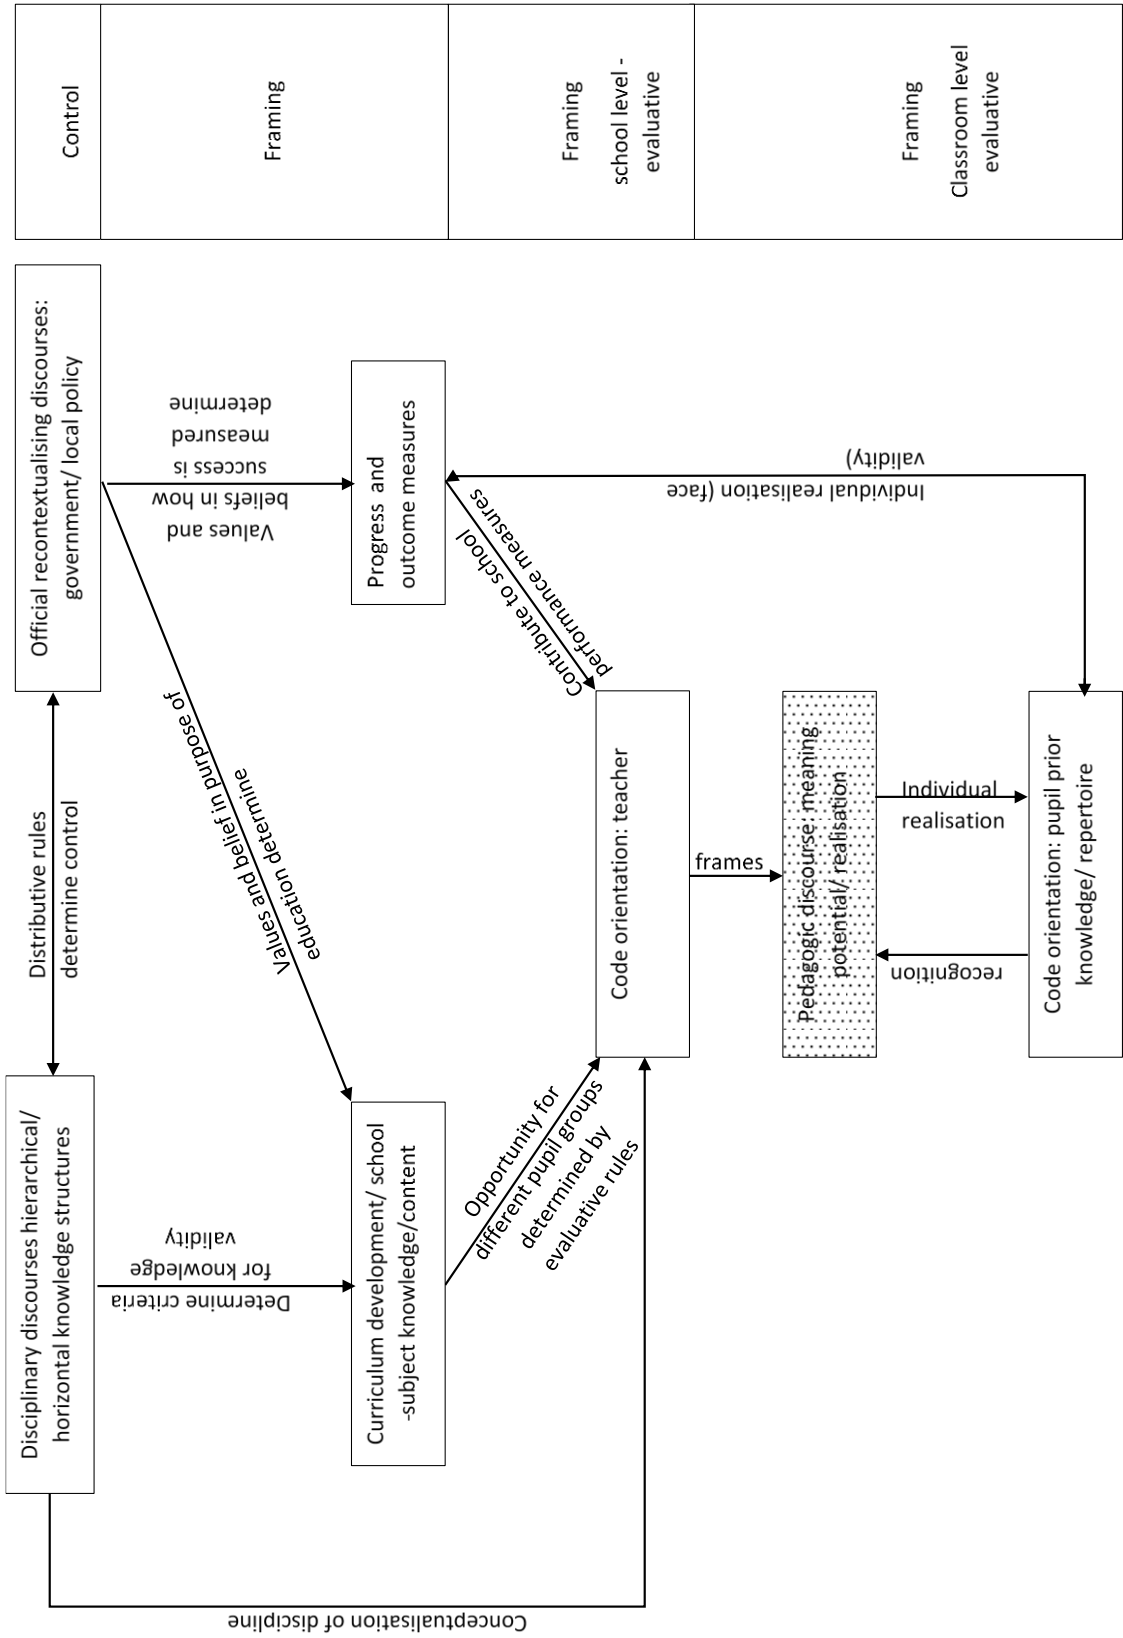 Control
Framing
Framing
school level -
evaluative
Framing
Classroom level
evaluative
Official recontextualising discourses:
government/ local policy
Distributive rules
determine control
Disciplinary discourses hierarchical/
horizontal knowledge structures
Values and
beliefs in how
success is
measured
determine
Values and belief in purpose of
education determine
Determine criteria
for knowledge
validity
Progress and
outcome measures
Curriculum development/ school
-subject knowledge/content
Contribute to school
performance measures
Opportunity for
different pupil groups
determined by
evaluative rules
Conceptualisation of discipline
Individual realisation (face
validity)
Code orientation: teacher
frames
Pedagogic discourse: meaning
potential/ realisation
Individual
realisation
recognition
Code orientation: pupil prior
knowledge/ repertoire